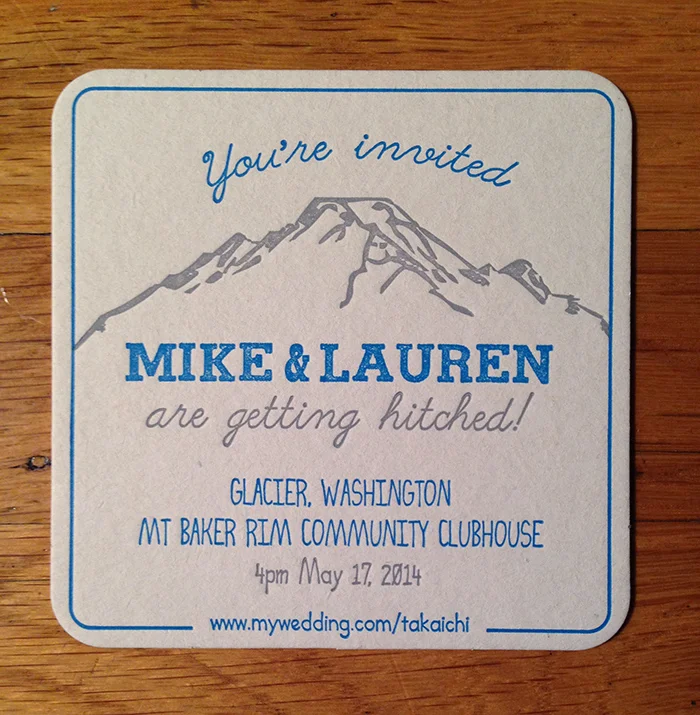 You're invited
MIKE & LAUREN
are getting hitched!
GLACIER, WASHINGTON
MT BAKER RIM COMMUNITY CLUBHOUSE
4pm May 17, 2014
www.mywedding.com/takaichi